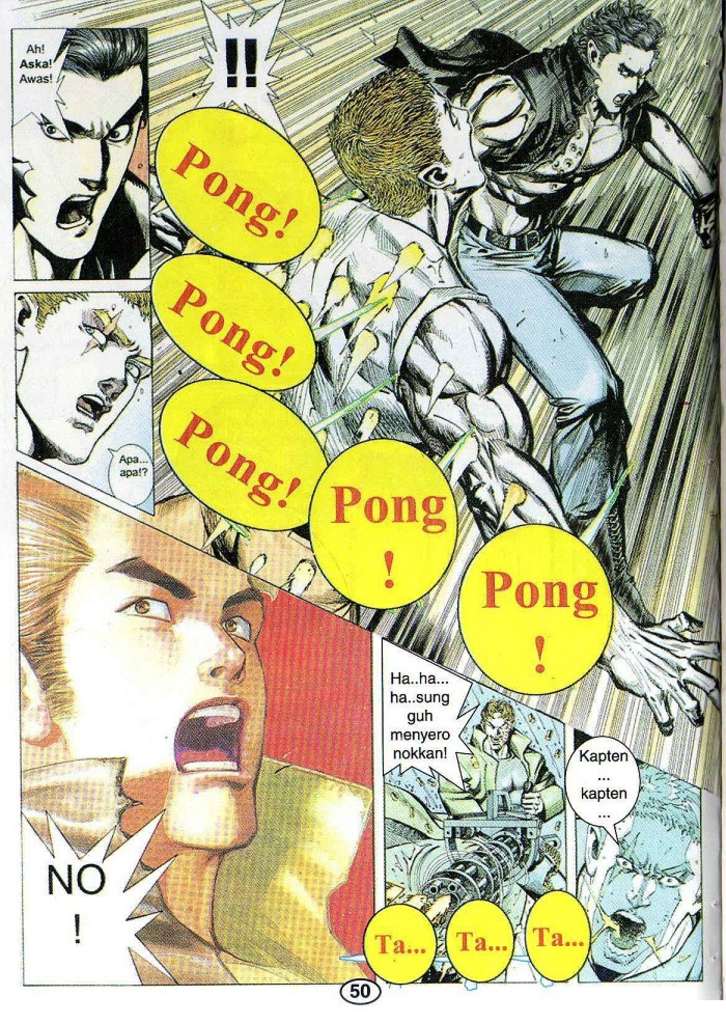 Ah!
Aska!
Awas!
!!
Pong!
Pong!
Pong!
Pong
!
Pong
!
Apa...
apa!?
NO
!
Ha..ha...
ha..sung
guh
menyero
nokkan!
Kapten
...
kapten
...
Ta...
Ta...
Ta...
50